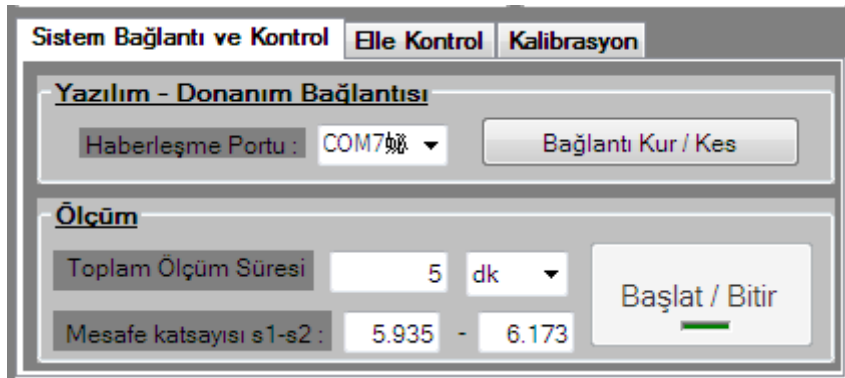 Sistem Bağlantı ve Kontrol Elle Kontrol Kalibrasyon
Yazılım - Donanım Bağlantısı
Haberleşme Portu : COM7 Bağlantı Kur / Kes
Ölçüm
Toplam Ölçüm Süresi 5 dk
Başlat / Bitir
Mesafe katsayısı s1-s2 : 5.935 - 6.173